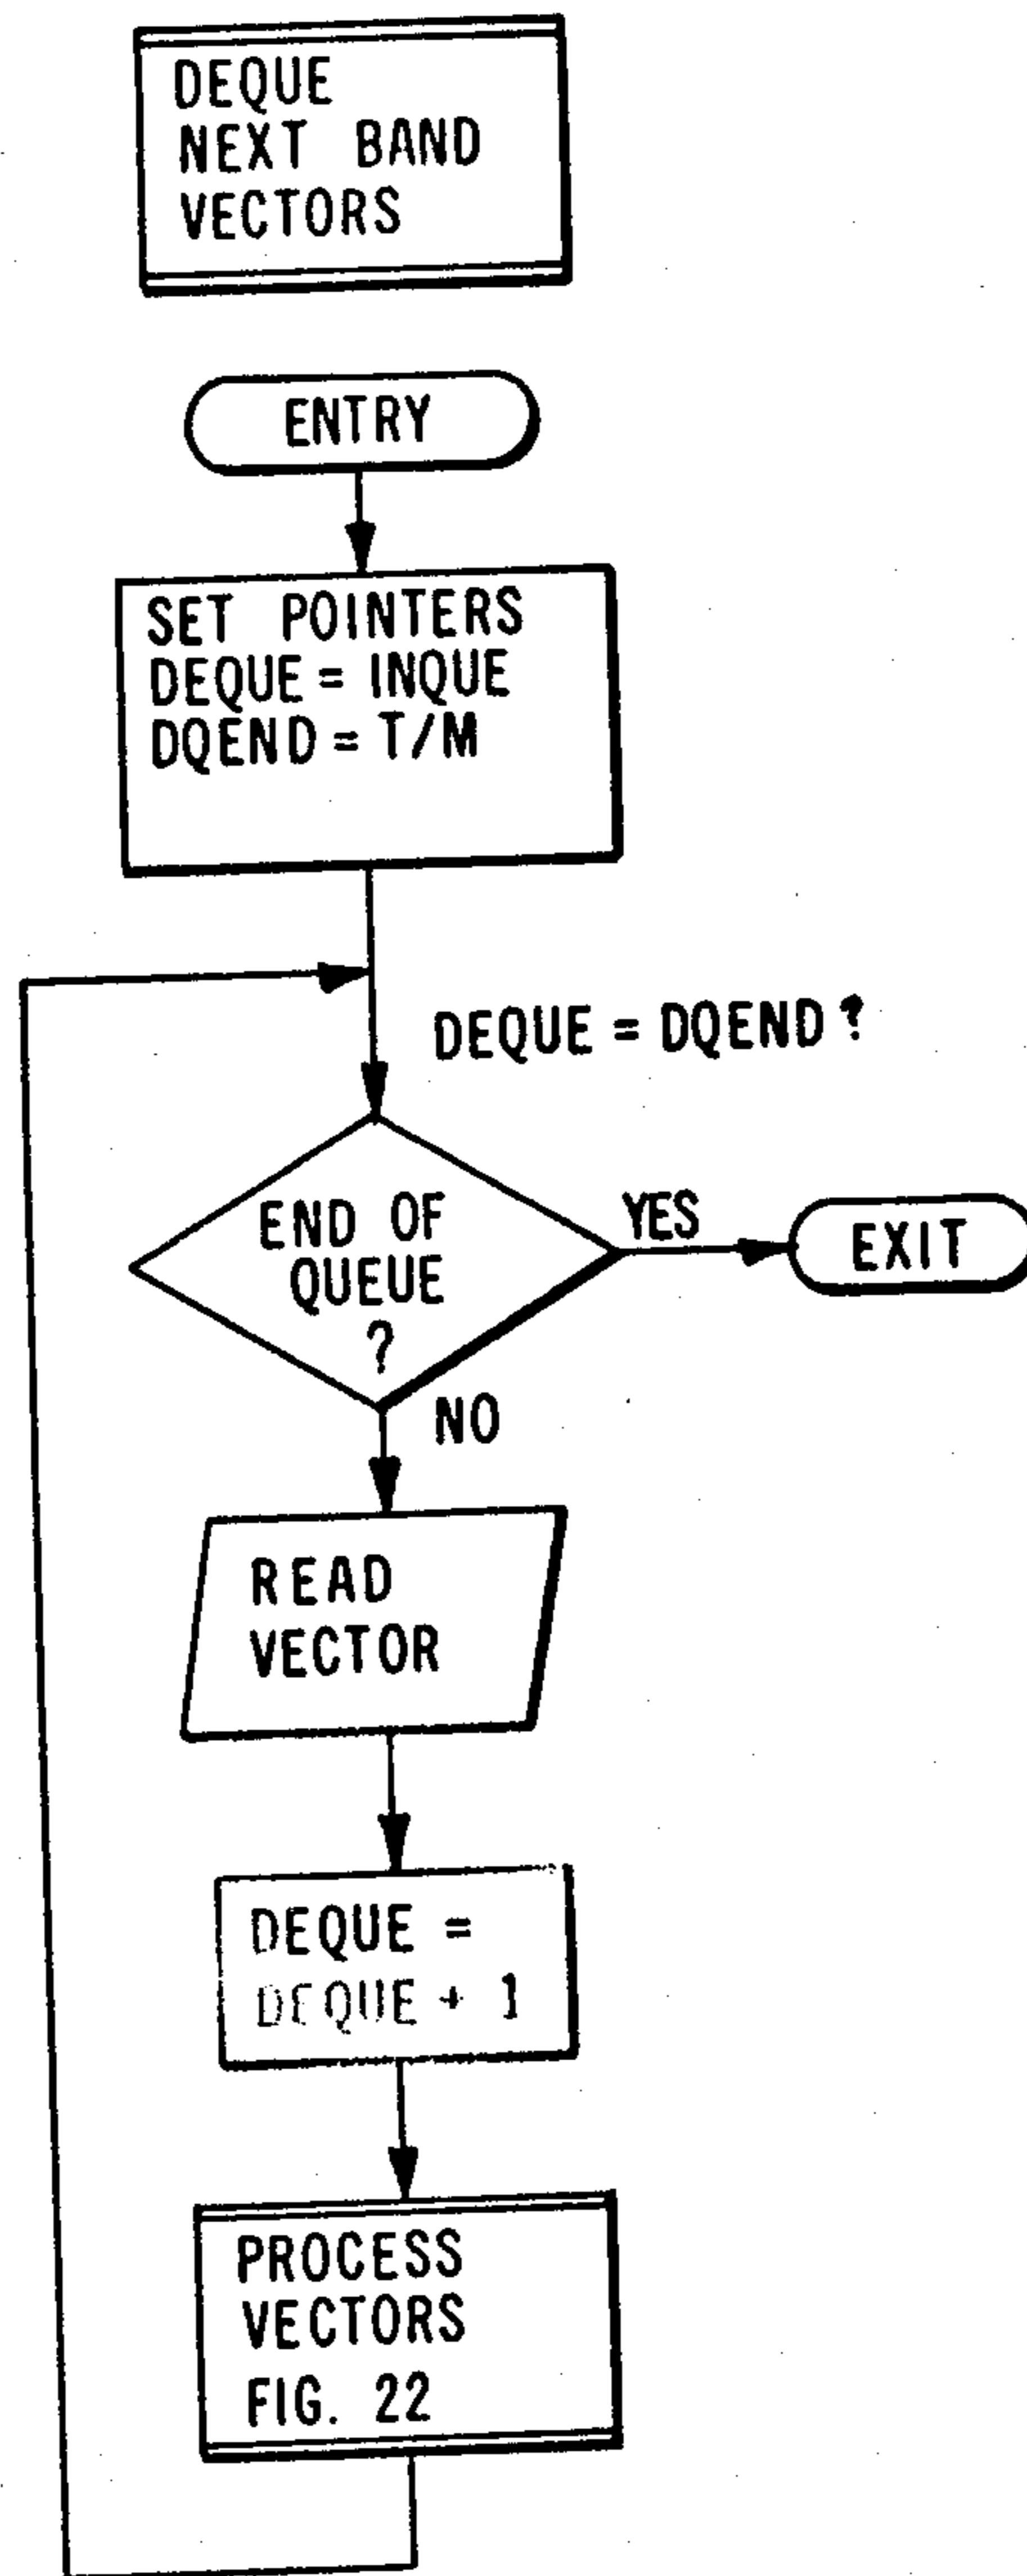 DEQUE
NEXT BAND
VECTORS
ENTRY
SET POINTERS
DEQUE = INQUE
DQEND = T/M
DEQUE = DQEND ?
END OF
QUEUE
?
YES
EXIT
NO
READ
VECTOR
DEQUE =
DEQUE + 1
PROCESS
VECTORS
FIG. 22